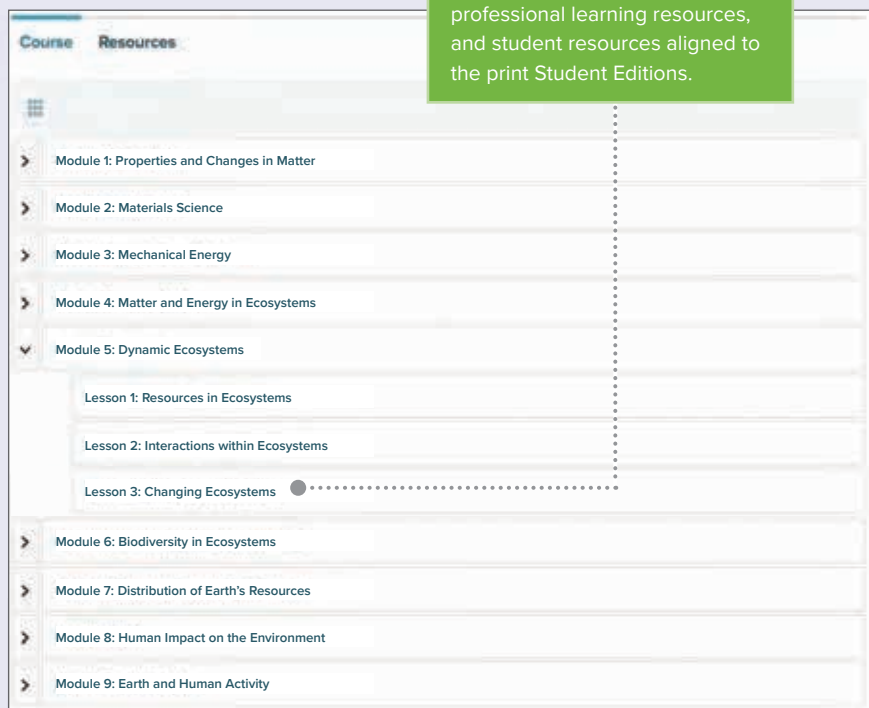 professional learning resources,
and student resources aligned to
the print Student Editions.
Course Resources
Module 1: Properties and Changes in Matter
Module 2: Materials Science
Module 3: Mechanical Energy
Module 4: Matter and Energy in Ecosystems
Module 5: Dynamic Ecosystems
Lesson 1: Resources in Ecosystems
Lesson 2: Interactions within Ecosystems
Lesson 3: Changing Ecosystems
Module 6: Biodiversity in Ecosystems
Module 7: Distribution of Earth's Resources
Module 8: Human Impact on the Environment
Module 9: Earth and Human Activity